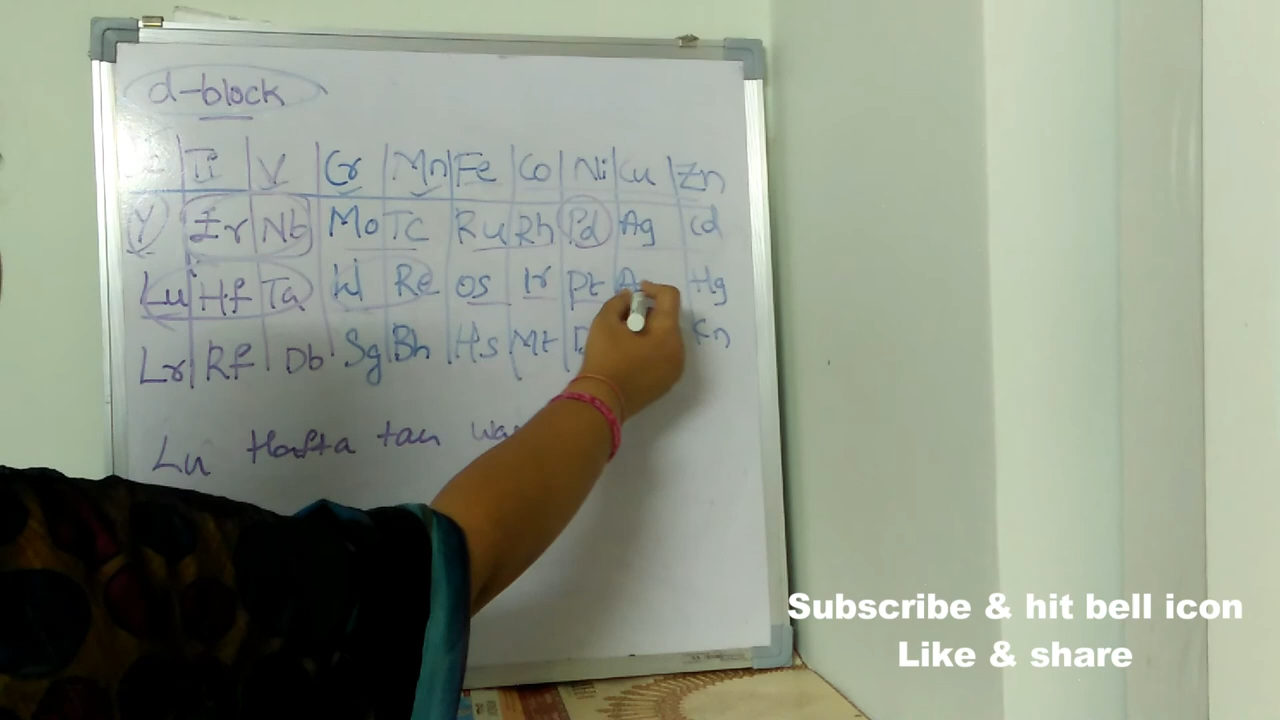 d-block
Ti V Cr Mn Fe Co Ni Cu Zn
Y Zr Nb Mo Tc Ru Rh Pd Ag Cd
Lu Hf Ta W Re Os Ir Pt Hg
Lr Rf Db Sg Bh Hs Mt Cn
Lu Hafta tau
Subscribe & hit bell icon
Like & share